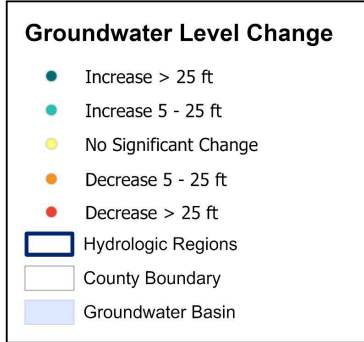 Groundwater Level Change
Increase > 25 ft
Increase 5 - 25 ft
No Significant Change
Decrease 5 - 25 ft
Decrease > 25 ft
Hydrologic Regions
County Boundary
Groundwater Basin